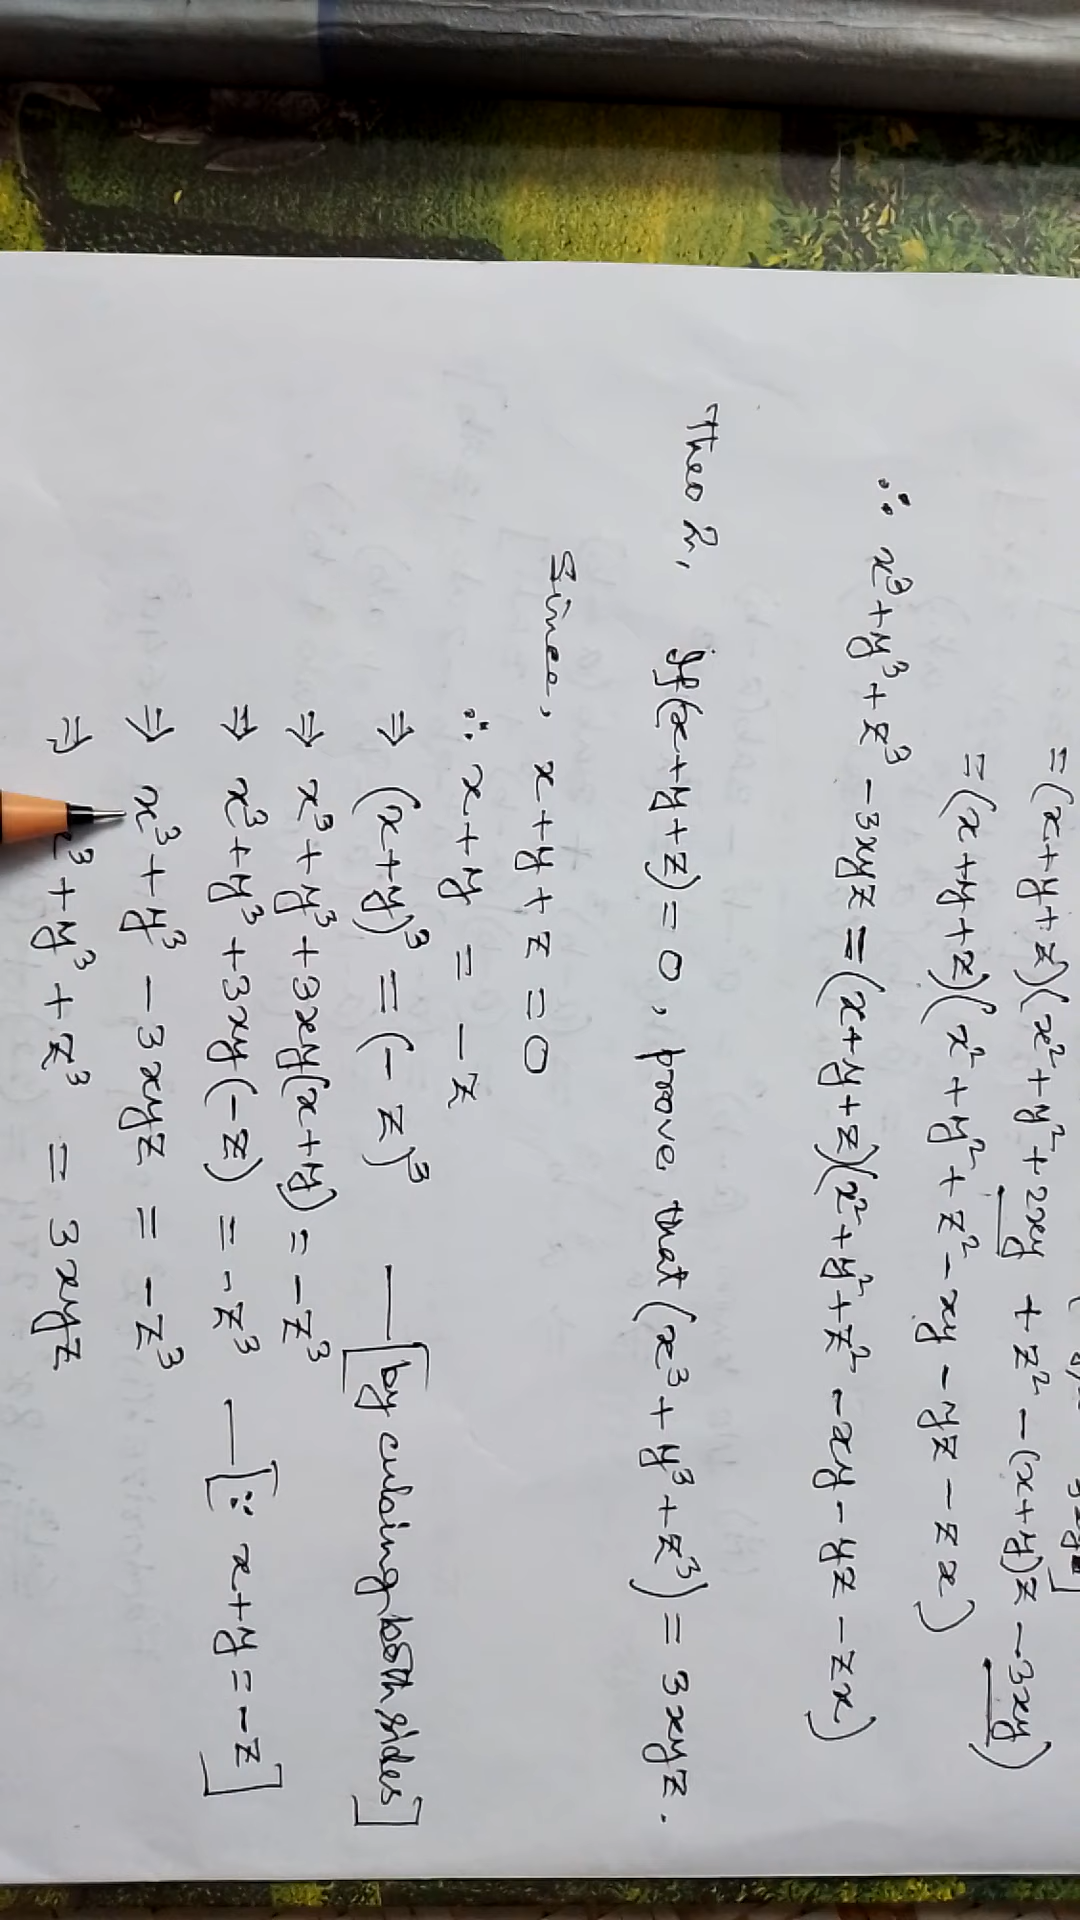 = (x+y+z)(x²+y²+2xy + z² - (x+y)z - 3xy)
= (x+y+z)(x²+y²+z²-xy-yz-zx)
∴ x³+y³+z³-3xyz = (x+y+z)(x²+y²+z²-xy-yz-zx)
Theo 2, If (x+y+z)=0, prove that (x³+y³+z³) = 3xyz.
Since, x+y+z=0
∴ x+y = -z
⇒ (x+y)³ = (-z)³ — [by cubing both sides]
⇒ x³+y³+3xy(x+y) = -z³
⇒ x³+y³+3xy(-z) = -z³ — [∵ x+y=-z]
⇒ x³+y³-3xyz = -z³
⇒ x³+y³+z³ = 3xyz